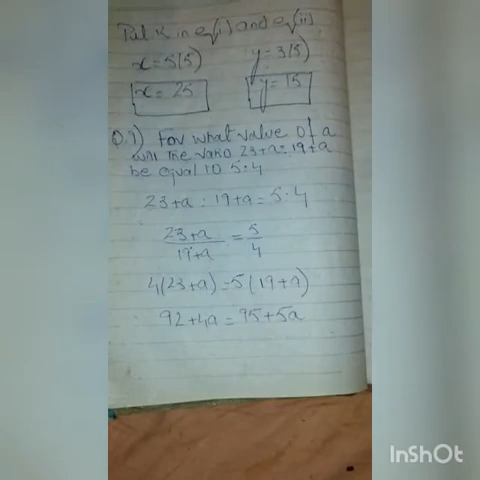 Put K in eq(i) and eq(ii)
x = 5(5) y = 3(5)
x = 25 y = 15
Q.7) For what value of a
will the ratio 23+a : 19+a
be equal to 5:4
23+a : 19+a = 5:4
23+a/19+a = 5/4
4(23+a) = 5(19+a)
92+4a = 95+5a
InShOt